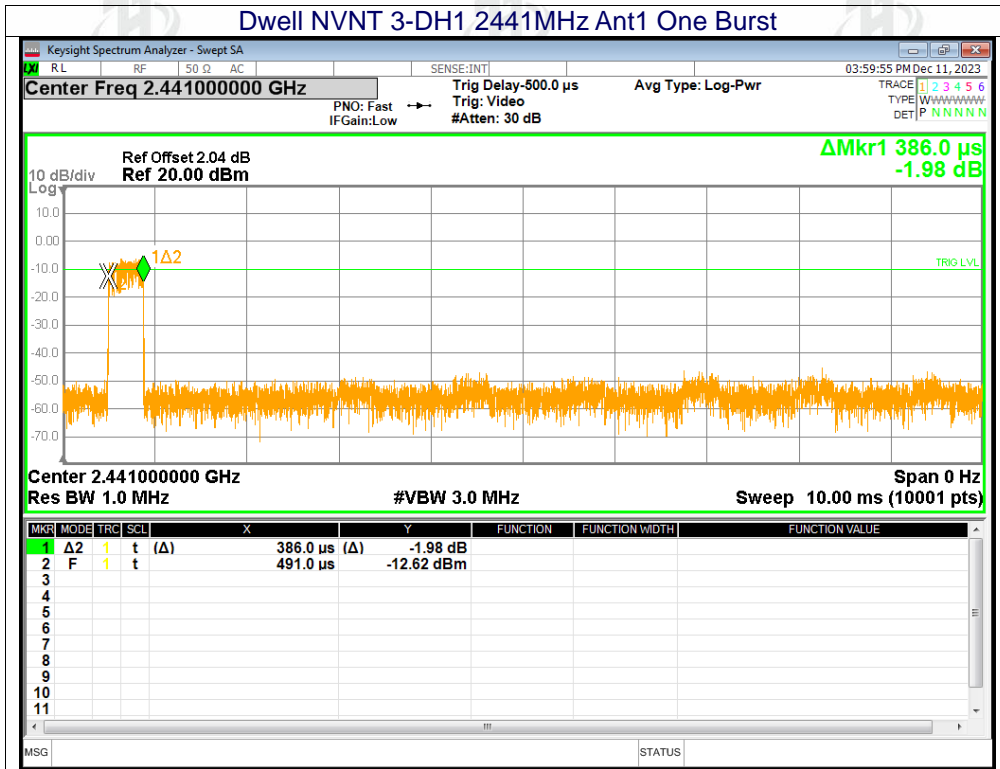 Dwell NVNT 3-DH1 2441MHz Ant1 One Burst
Keysight Spectrum Analyzer - Swept SA
LXI RL RF 50 Ω AC SENSE:INT 03:59:55 PM Dec 11, 2023
Center Freq 2.441000000 GHz Trig Delay-500.0 µs Avg Type: Log-Pwr TRACE 1 2 3 4 5 6
PNO: Fast Trig: Video TYPE WWWWWW
IFGain:Low #Atten: 30 dB DET P N N N N N
ΔMkr1 386.0 µs
-1.98 dB
Ref Offset 2.04 dB
10 dB/div Ref 20.00 dBm
Log
10.0
0.00
1Δ2
TRIG LVL
-10.0
-20.0
-30.0
-40.0
-50.0
-60.0
-70.0
Center 2.441000000 GHz Span 0 Hz
Res BW 1.0 MHz #VBW 3.0 MHz Sweep 10.00 ms (10001 pts)
MKR MODE TRC SCL X Y FUNCTION FUNCTION WIDTH FUNCTION VALUE
1 Δ2 1 t (Δ) 386.0 µs (Δ) -1.98 dB
2 F 1 t 491.0 µs -12.62 dBm
3
4
5
6
7
8
9
10
11
MSG STATUS